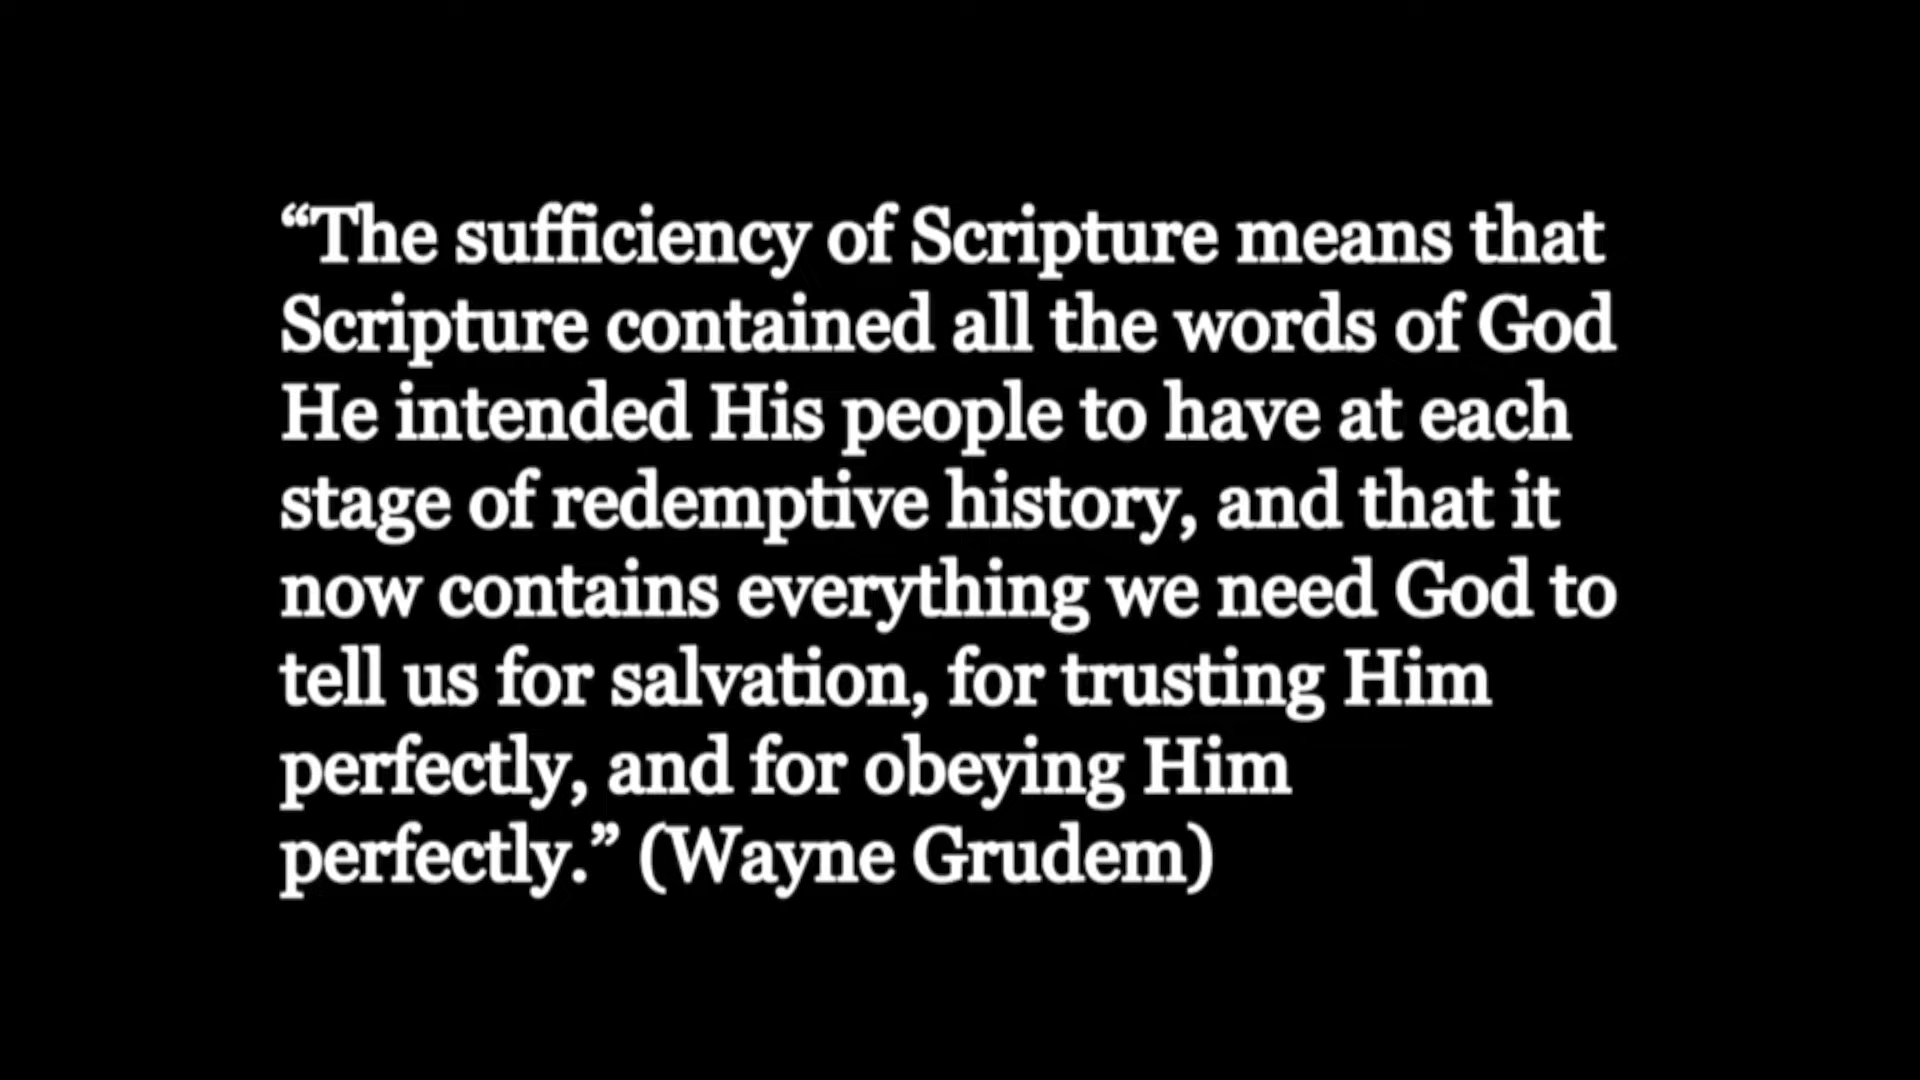 “The sufficiency of Scripture means that
Scripture contained all the words of God
He intended His people to have at each
stage of redemptive history, and that it
now contains everything we need God to
tell us for salvation, for trusting Him
perfectly, and for obeying Him
perfectly.” (Wayne Grudem)